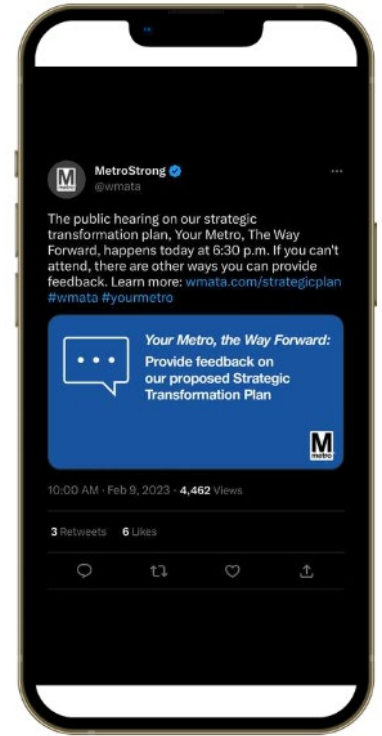 MetroStrong
@wmata
The public hearing on our strategic
transformation plan, Your Metro, The Way
Forward, happens today at 6:30 p.m. If you can't
attend, there are other ways you can provide
feedback. Learn more: wmata.com/strategicplan
#wmata #yourmetro
Your Metro, the Way Forward:
Provide feedback on
our proposed Strategic
Transformation Plan
M
metro
10:00 AM · Feb 9, 2023 · 4,462 Views
3 Retweets 6 Likes